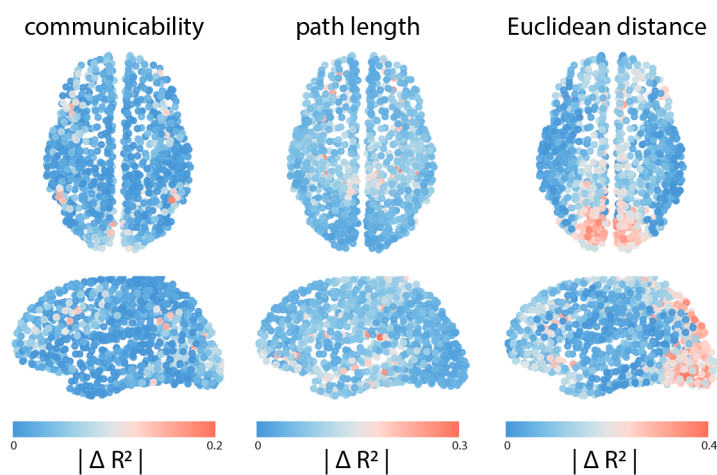 communicability path length Euclidean distance
0 0.2 0 0.3 0 0.4
| Δ R² | | Δ R² | | Δ R² |